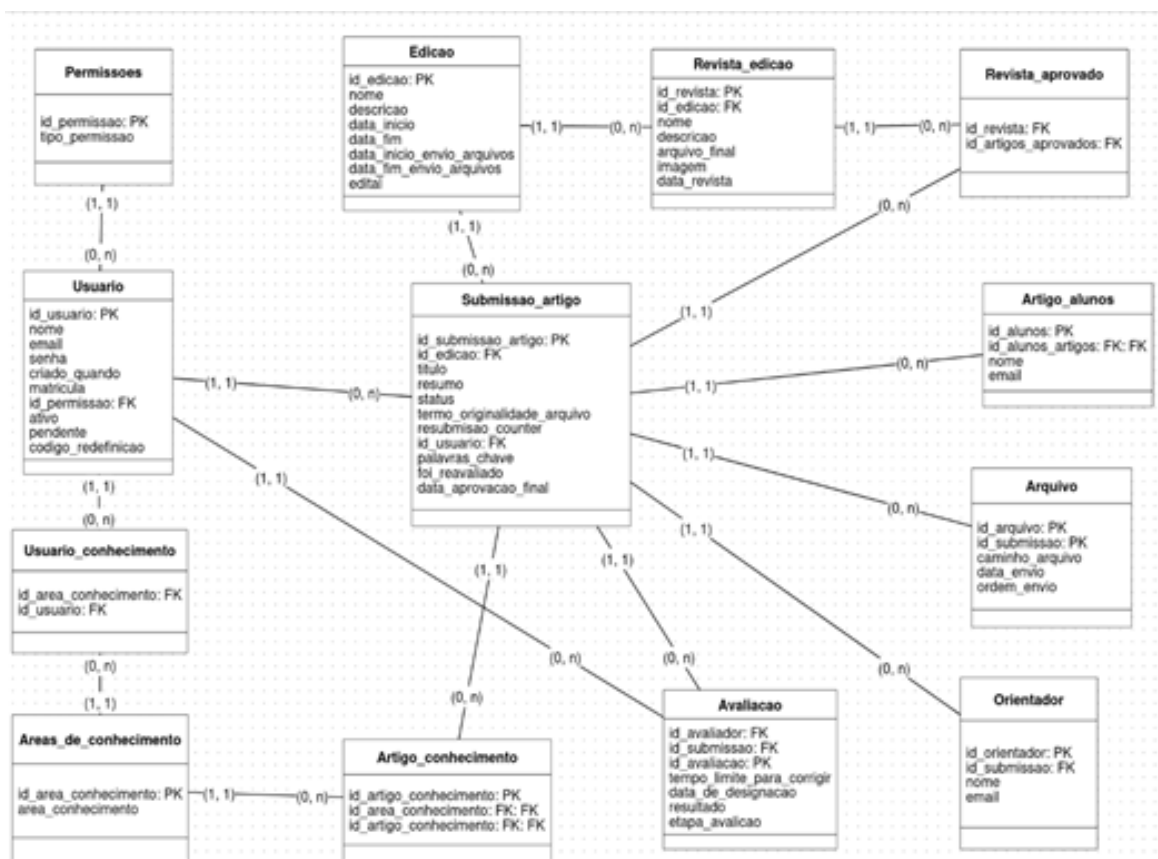 Permissoes
id_permissao: PK
tipo_permissao
Edicao
id_edicao: PK
nome
descricao
data_inicio
data_fim
data_inicio_envio_arquivos
data_fim_envio_arquivos
edital
Revista_edicao
id_revista: PK
id_edicao: FK
nome
descricao
arquivo_final
imagem
data_revista
Revista_aprovado
id_revista: FK
id_artigos_aprovados: FK
(1, 1)
(0, n)
(1, 1)
(0, n)
(1, 1)
(0, n)
(1, 1)
(0, n)
(0, n)
(1, 1)
Usuario
id_usuario: PK
nome
email
senha
criado_quando
matricula
id_permissao: FK
ativo
pendente
codigo_redefinicao
Submissao_artigo
id_submissao_artigo: PK
id_edicao: FK
titulo
resumo
status
termo_originalidade_arquivo
resubmisao_counter
id_usuario: FK
palavras_chave
foi_reavaliado
data_aprovacao_final
Artigo_alunos
id_alunos: PK
id_alunos_artigos: FK: FK
nome
email
(1, 1)
(0, n)
(1, 1)
(0, n)
(1, 1)
(0, n)
(1, 1)
(0, n)
(1, 1)
(0, n)
Arquivo
id_arquivo: PK
id_submissao: PK
caminho_arquivo
data_envio
ordem_envio
Usuario_conhecimento
id_area_conhecimento: FK
id_usuario: FK
(1, 1)
(0, n)
(1, 1)
(0, n)
(1, 1)
(0, n)
(0, n)
(1, 1)
Areas_de_conhecimento
id_area_conhecimento: PK
area_conhecimento
(1, 1)
(0, n)
Artigo_conhecimento
id_artigo_conhecimento: PK
id_area_conhecimento: FK: FK
id_artigo_conhecimento: FK: FK
Avaliacao
id_avaliador: FK
id_submissao: FK
id_avaliacao: PK
tempo_limite_para_corrigir
data_de_designacao
resultado
etapa_avalicao
Orientador
id_orientador: PK
id_submissao: FK
nome
email